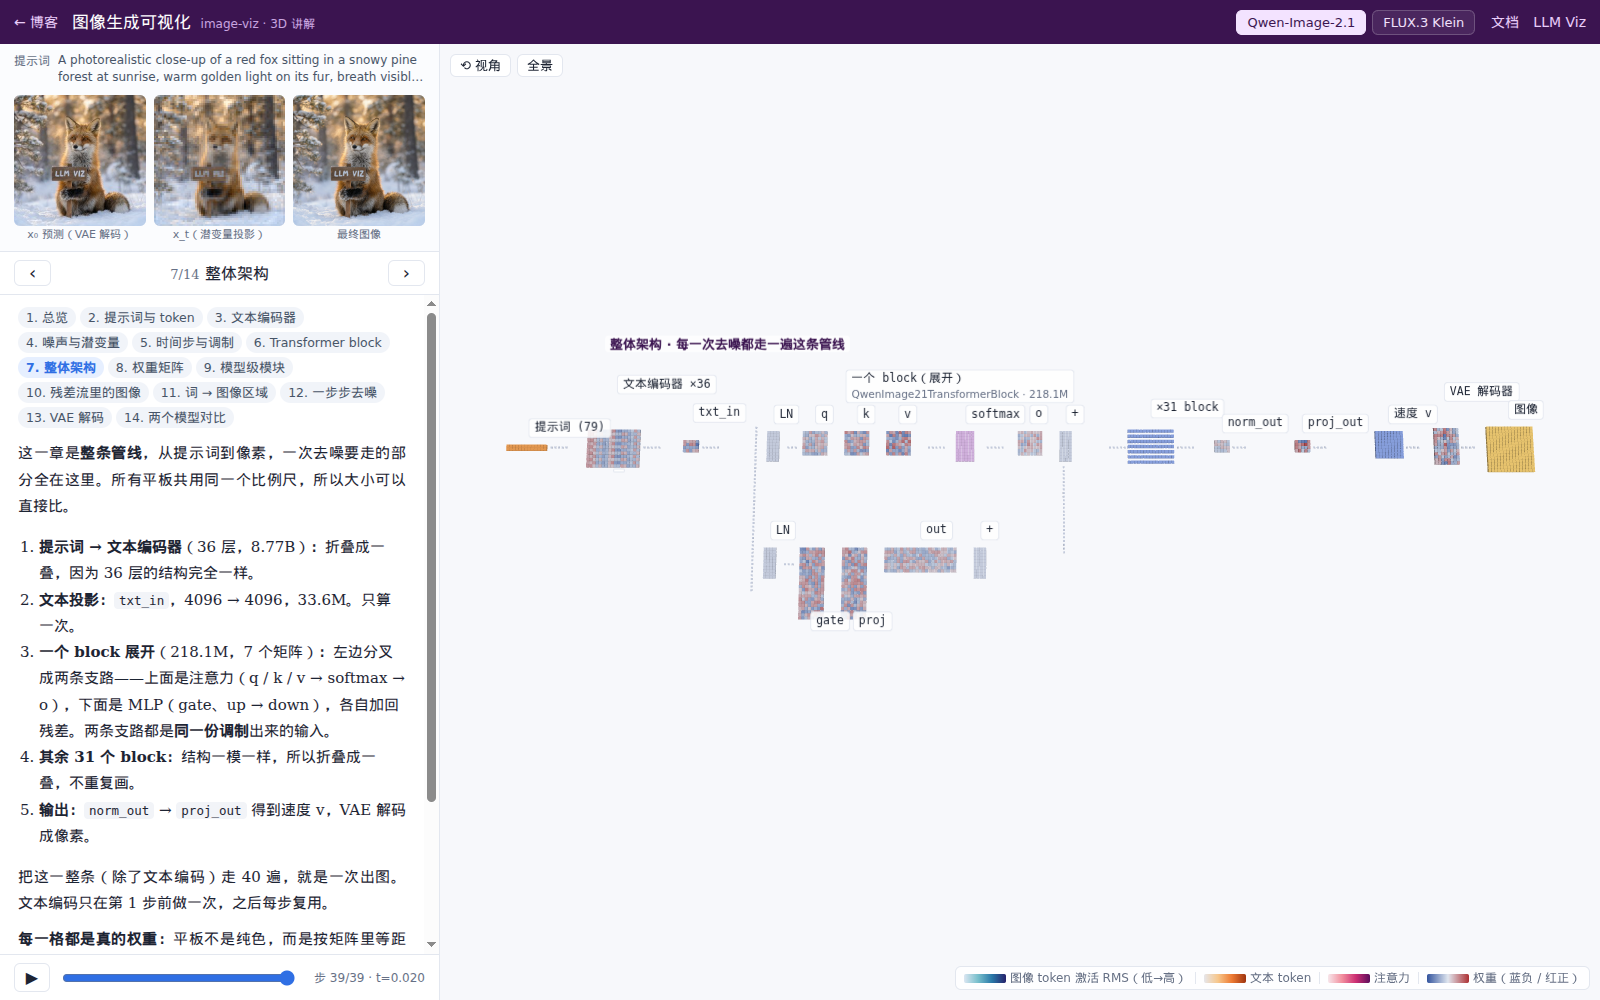 ← 博客 图像生成可视化 image-viz · 3D 讲解 Qwen-Image-2.1 FLUX.3 Klein 文档 LLM Viz
提示词 A photorealistic close-up of a red fox sitting in a snowy pine
forest at sunrise, warm golden light on its fur, breath visibl…
LLM VIZ LLM VIZ LLM VIZ
x₀ 预测（VAE 解码） x_t（潜变量投影） 最终图像
‹ 7/14 整体架构 ›
1. 总览 2. 提示词与 token 3. 文本编码器
4. 噪声与潜变量 5. 时间步与调制 6. Transformer block
7. 整体架构 8. 权重矩阵 9. 模型级模块
10. 残差流里的图像 11. 词 → 图像区域 12. 一步步去噪
13. VAE 解码 14. 两个模型对比
这一章是整条管线，从提示词到像素，一次去噪要走的部
分全在这里。所有平板共用同一个比例尺，所以大小可以
直接比。
1. 提示词 → 文本编码器（36 层，8.77B）：折叠成一
叠，因为 36 层的结构完全一样。
2. 文本投影：txt_in，4096 → 4096，33.6M。只算
一次。
3. 一个 block 展开（218.1M，7 个矩阵）：左边分叉
成两条支路——上面是注意力（q / k / v → softmax →
o），下面是 MLP（gate、up → down），各自加回
残差。两条支路都是同一份调制出来的输入。
4. 其余 31 个 block：结构一模一样，所以折叠成一
叠，不重复画。
5. 输出：norm_out → proj_out 得到速度 v，VAE 解码
成像素。
把这一整条（除了文本编码）走 40 遍，就是一次出图。
文本编码只在第 1 步前做一次，之后每步复用。
每一格都是真的权重：平板不是纯色，而是按矩阵里等距
▶ 步 39/39 · t=0.020
⟲ 视角 全景
整体架构 · 每一次去噪都走一遍这条管线
文本编码器 ×36
一个 block（展开）
QwenImage21TransformerBlock · 218.1M
VAE 解码器
提示词 (79) txt_in LN q k v softmax o + ×31 block norm_out proj_out 速度 v 图像
LN out +
gate proj
图像 token 激活 RMS（低→高） 文本 token 注意力 权重（蓝负 / 红正）